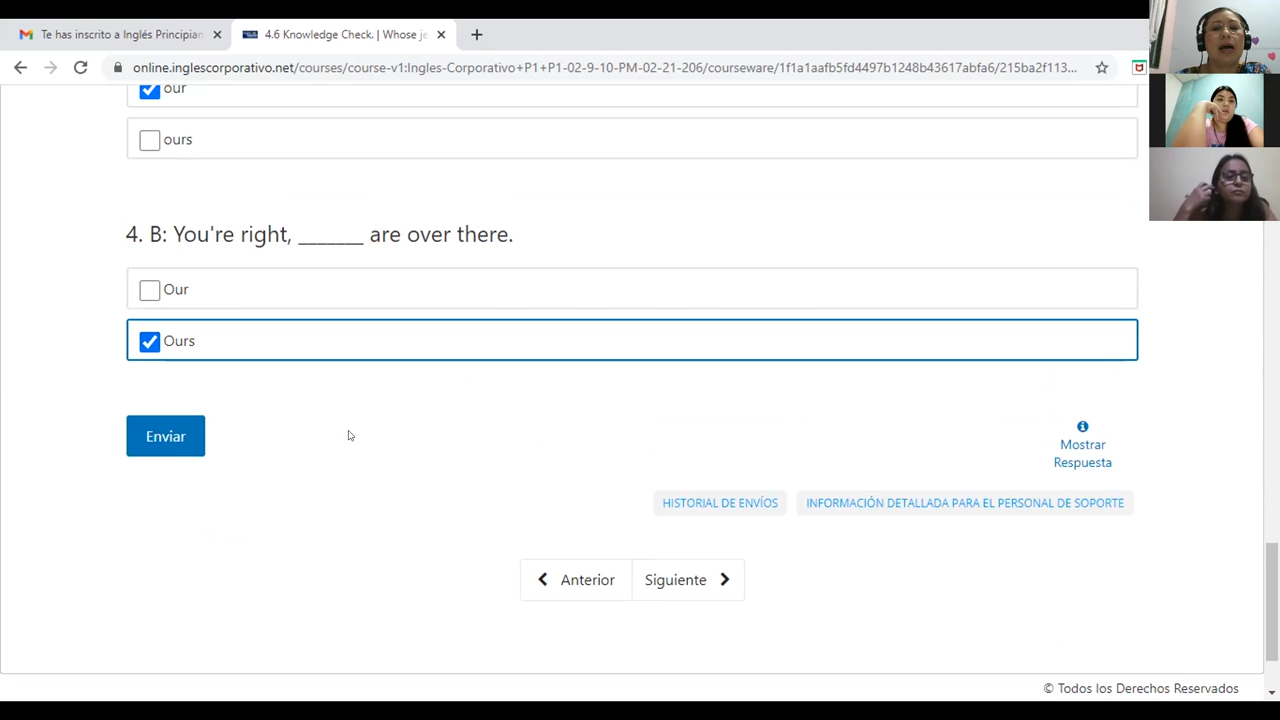 Te has inscrito a Inglés Principian
4.6 Knowledge Check. | Whose je
online.inglescorporativo.net/courses/course-v1:Ingles-Corporativo+P1+P1-02-9-10-PM-02-21-206/courseware/1f1a1aafb5fd4497b1248b43617abfa6/215ba2f113...
our
ours
4. B: You're right, _______ are over there.
Our
Ours
Enviar
Mostrar
Respuesta
HISTORIAL DE ENVÍOS
INFORMACIÓN DETALLADA PARA EL PERSONAL DE SOPORTE
Anterior
Siguiente
© Todos los Derechos Reservados